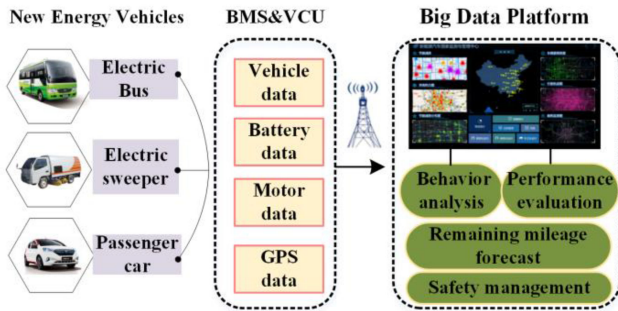 New Energy Vehicles
BMS&VCU
Big Data Platform
Electric
Bus
Electric
sweeper
Passenger
car
Vehicle
data
Battery
data
Motor
data
GPS
data
Behavior
analysis
Performance
evaluation
Remaining mileage
forecast
Safety management